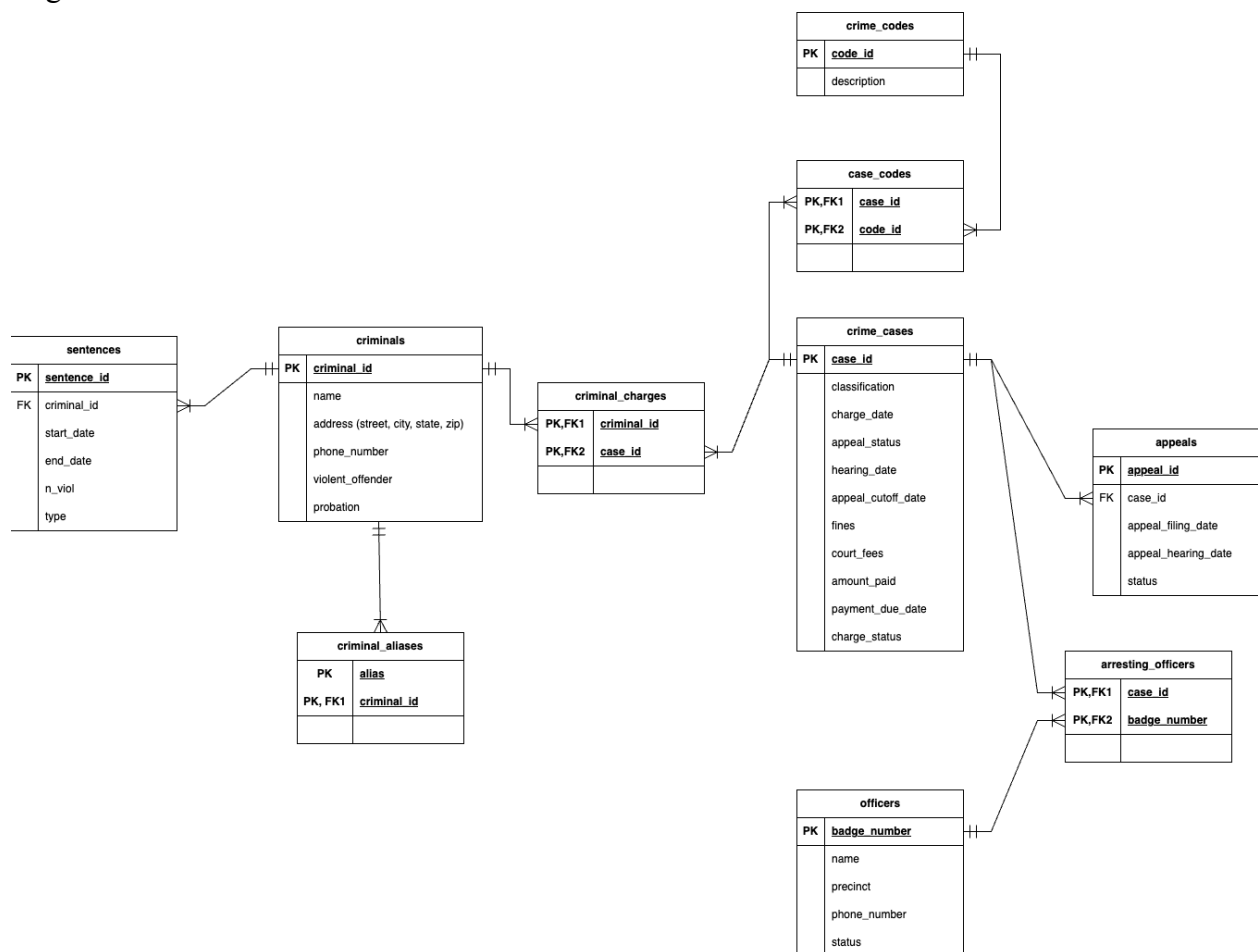 crime_codes
PK code_id
description
case_codes
PK,FK1 case_id
PK,FK2 code_id
crime_cases
PK case_id
classification
charge_date
appeal_status
hearing_date
appeal_cutoff_date
fines
court_fees
amount_paid
payment_due_date
charge_status
sentences
PK sentence_id
FK criminal_id
start_date
end_date
n_viol
type
criminals
PK criminal_id
name
address (street, city, state, zip)
phone_number
violent_offender
probation
criminal_charges
PK,FK1 criminal_id
PK,FK2 case_id
appeals
PK appeal_id
FK case_id
appeal_filing_date
appeal_hearing_date
status
criminal_aliases
PK alias
PK, FK1 criminal_id
arresting_officers
PK,FK1 case_id
PK,FK2 badge_number
officers
PK badge_number
name
precinct
phone_number
status